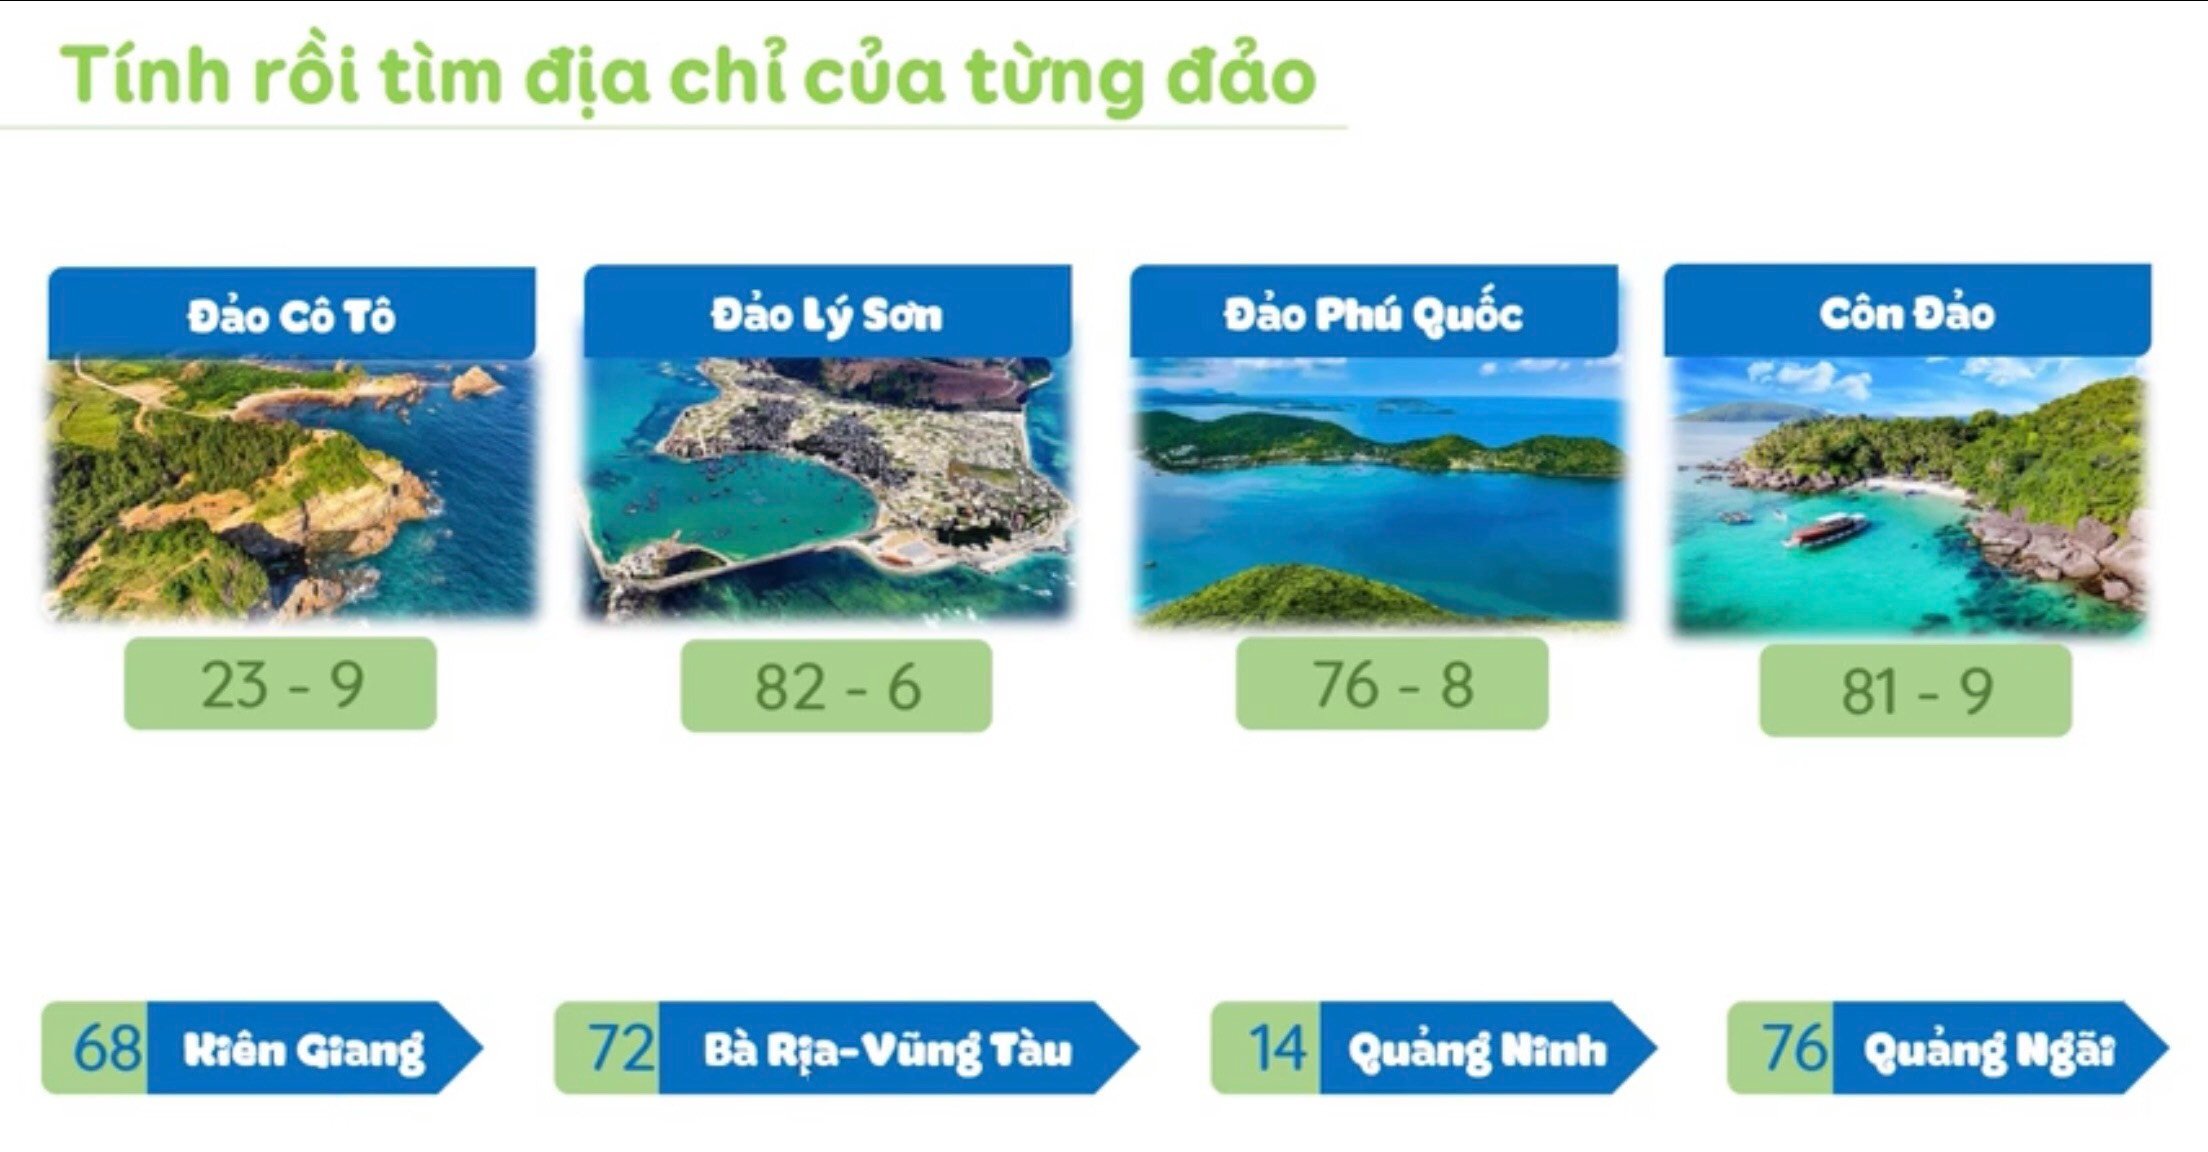 Tính rồi tìm địa chỉ của từng đảo
Đảo Cô Tô
Đảo Lý Sơn
Đảo Phú Quốc
Côn Đảo
23 - 9
82 - 6
76 - 8
81 - 9
68 Kiên Giang
72 Bà Rịa-Vũng Tàu
14 Quảng Ninh
76 Quảng Ngãi